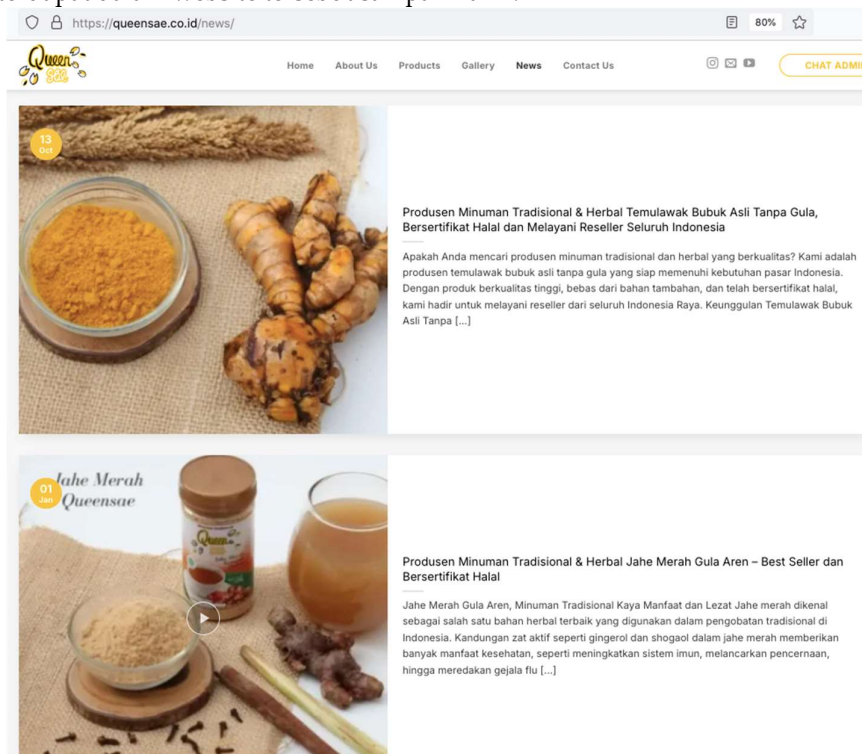 https://queensae.co.id/news/
80%
Queen
Home About Us Products Gallery News Contact Us
CHAT ADMI
13
Oct
Produsen Minuman Tradisional & Herbal Temulawak Bubuk Asli Tanpa Gula,
Bersertifikat Halal dan Melayani Reseller Seluruh Indonesia
Apakah Anda mencari produsen minuman tradisional dan herbal yang berkualitas? Kami adalah
produsen temulawak bubuk asli tanpa gula yang siap memenuhi kebutuhan pasar Indonesia.
Dengan produk berkualitas tinggi, bebas dari bahan tambahan, dan telah bersertifikat halal,
kami hadir untuk melayani reseller dari seluruh Indonesia Raya. Keunggulan Temulawak Bubuk
Asli Tanpa [...]
01
Jan
Jahe Merah
Queensae
Queen
Produsen Minuman Tradisional & Herbal Jahe Merah Gula Aren – Best Seller dan
Bersertifikat Halal
Jahe Merah Gula Aren, Minuman Tradisional Kaya Manfaat dan Lezat Jahe merah dikenal
sebagai salah satu bahan herbal terbaik yang digunakan dalam pengobatan tradisional di
Indonesia. Kandungan zat aktif seperti gingerol dan shogaol dalam jahe merah memberikan
banyak manfaat kesehatan, seperti meningkatkan sistem imun, melancarkan pencernaan,
hingga meredakan gejala flu [...]